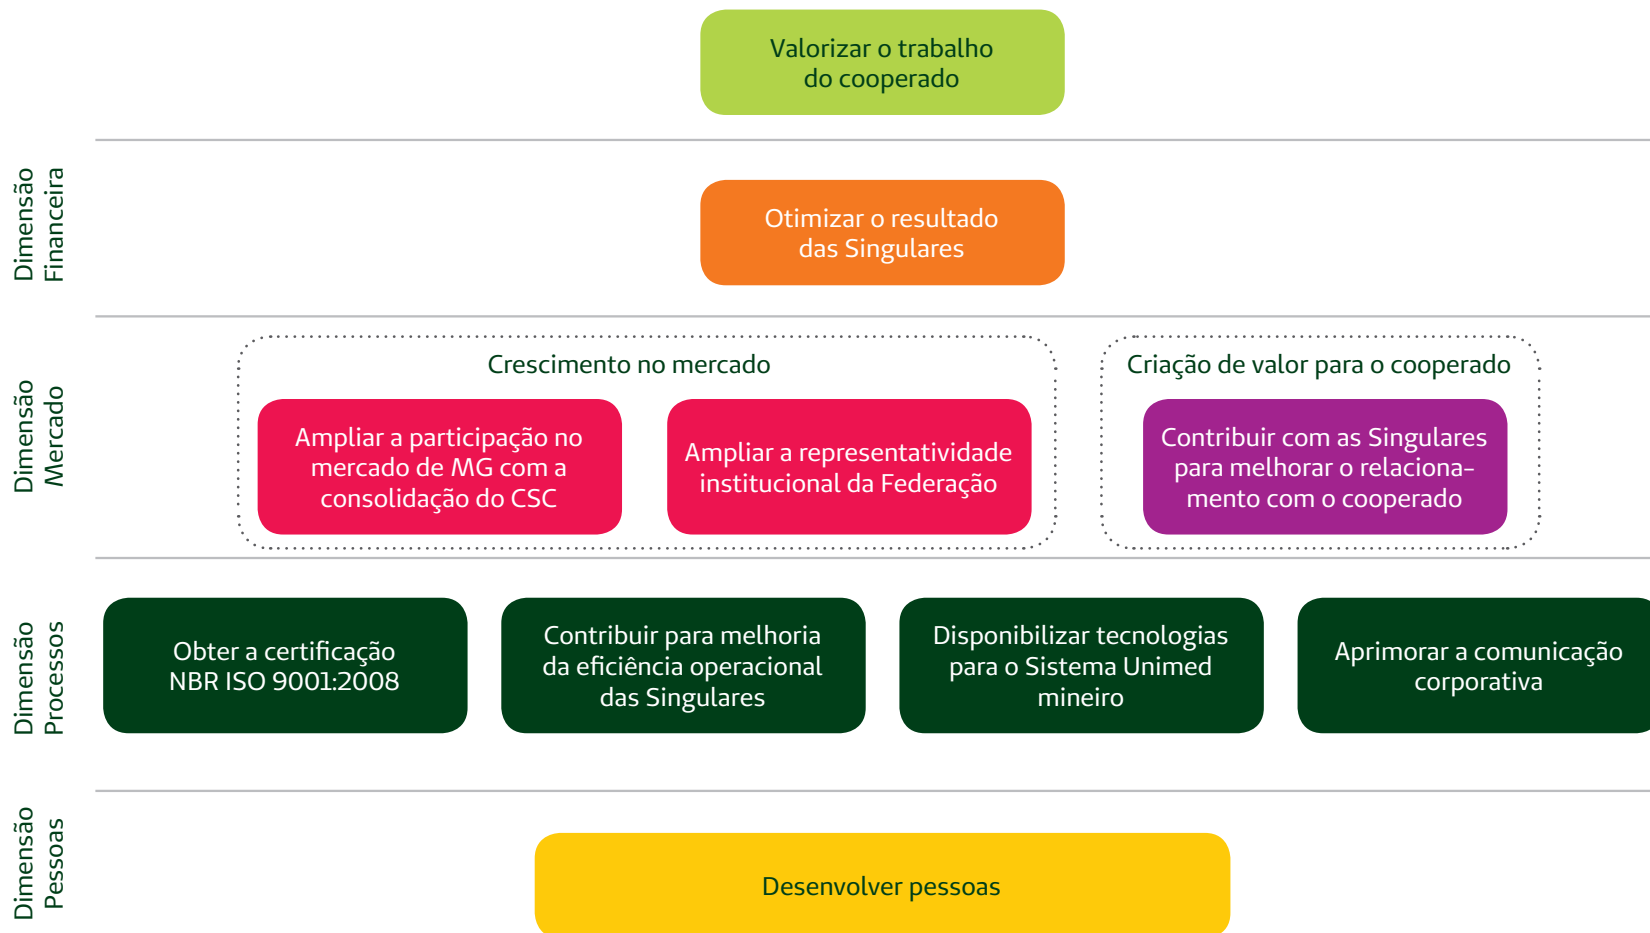 Valorizar o trabalho
do cooperado
Dimensão
Financeira
Otimizar o resultado
das Singulares
Dimensão
Mercado
Crescimento no mercado
Ampliar a participação no
mercado de MG com a
consolidação do CSC
Ampliar a representatividade
institucional da Federação
Criação de valor para o cooperado
Contribuir com as Singulares
para melhorar o relaciona-
mento com o cooperado
Dimensão
Processos
Obter a certificação
NBR ISO 9001:2008
Contribuir para melhoria
da eficiência operacional
das Singulares
Disponibilizar tecnologias
para o Sistema Unimed
mineiro
Aprimorar a comunicação
corporativa
Dimensão
Pessoas
Desenvolver pessoas